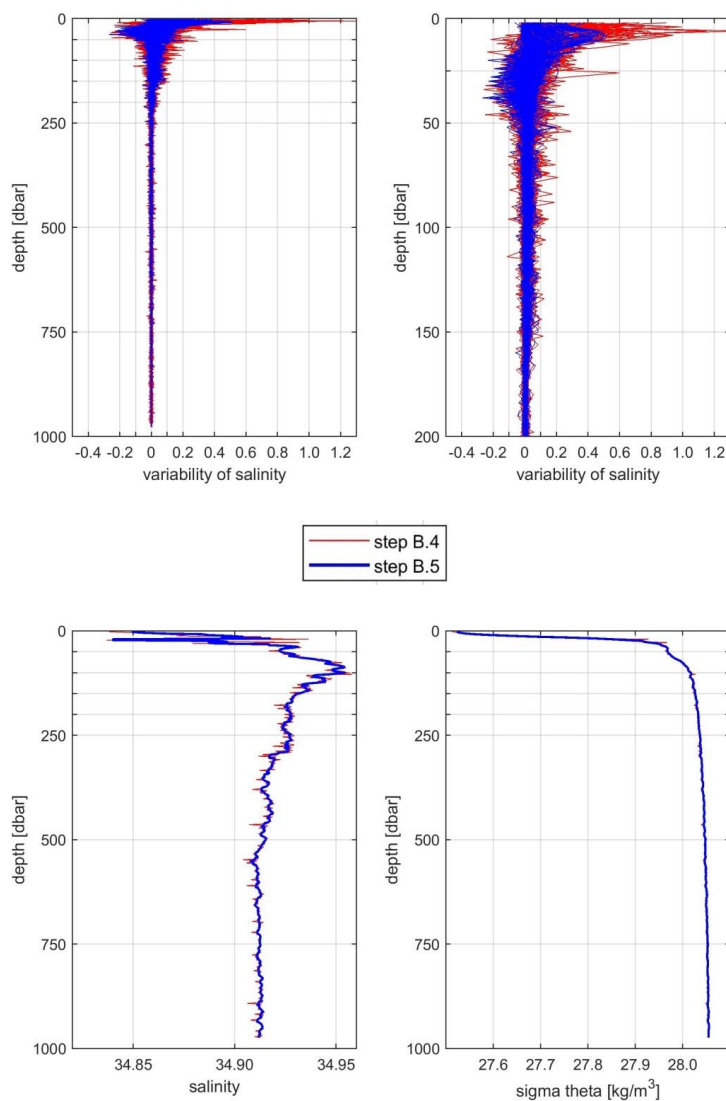 0
250
500
750
1000
depth [dbar]
-0.4 -0.2 0 0.2 0.4 0.6 0.8 1.0 1.2
variability of salinity
0
50
100
150
200
depth [dbar]
-0.4 -0.2 0 0.2 0.4 0.6 0.8 1.0 1.2
variability of salinity
step B.4
step B.5
0
250
500
750
1000
depth [dbar]
34.85 34.90 34.95
salinity
0
250
500
750
1000
depth [dbar]
27.6 27.7 27.8 27.9 28.0
sigma theta [kg/m³]